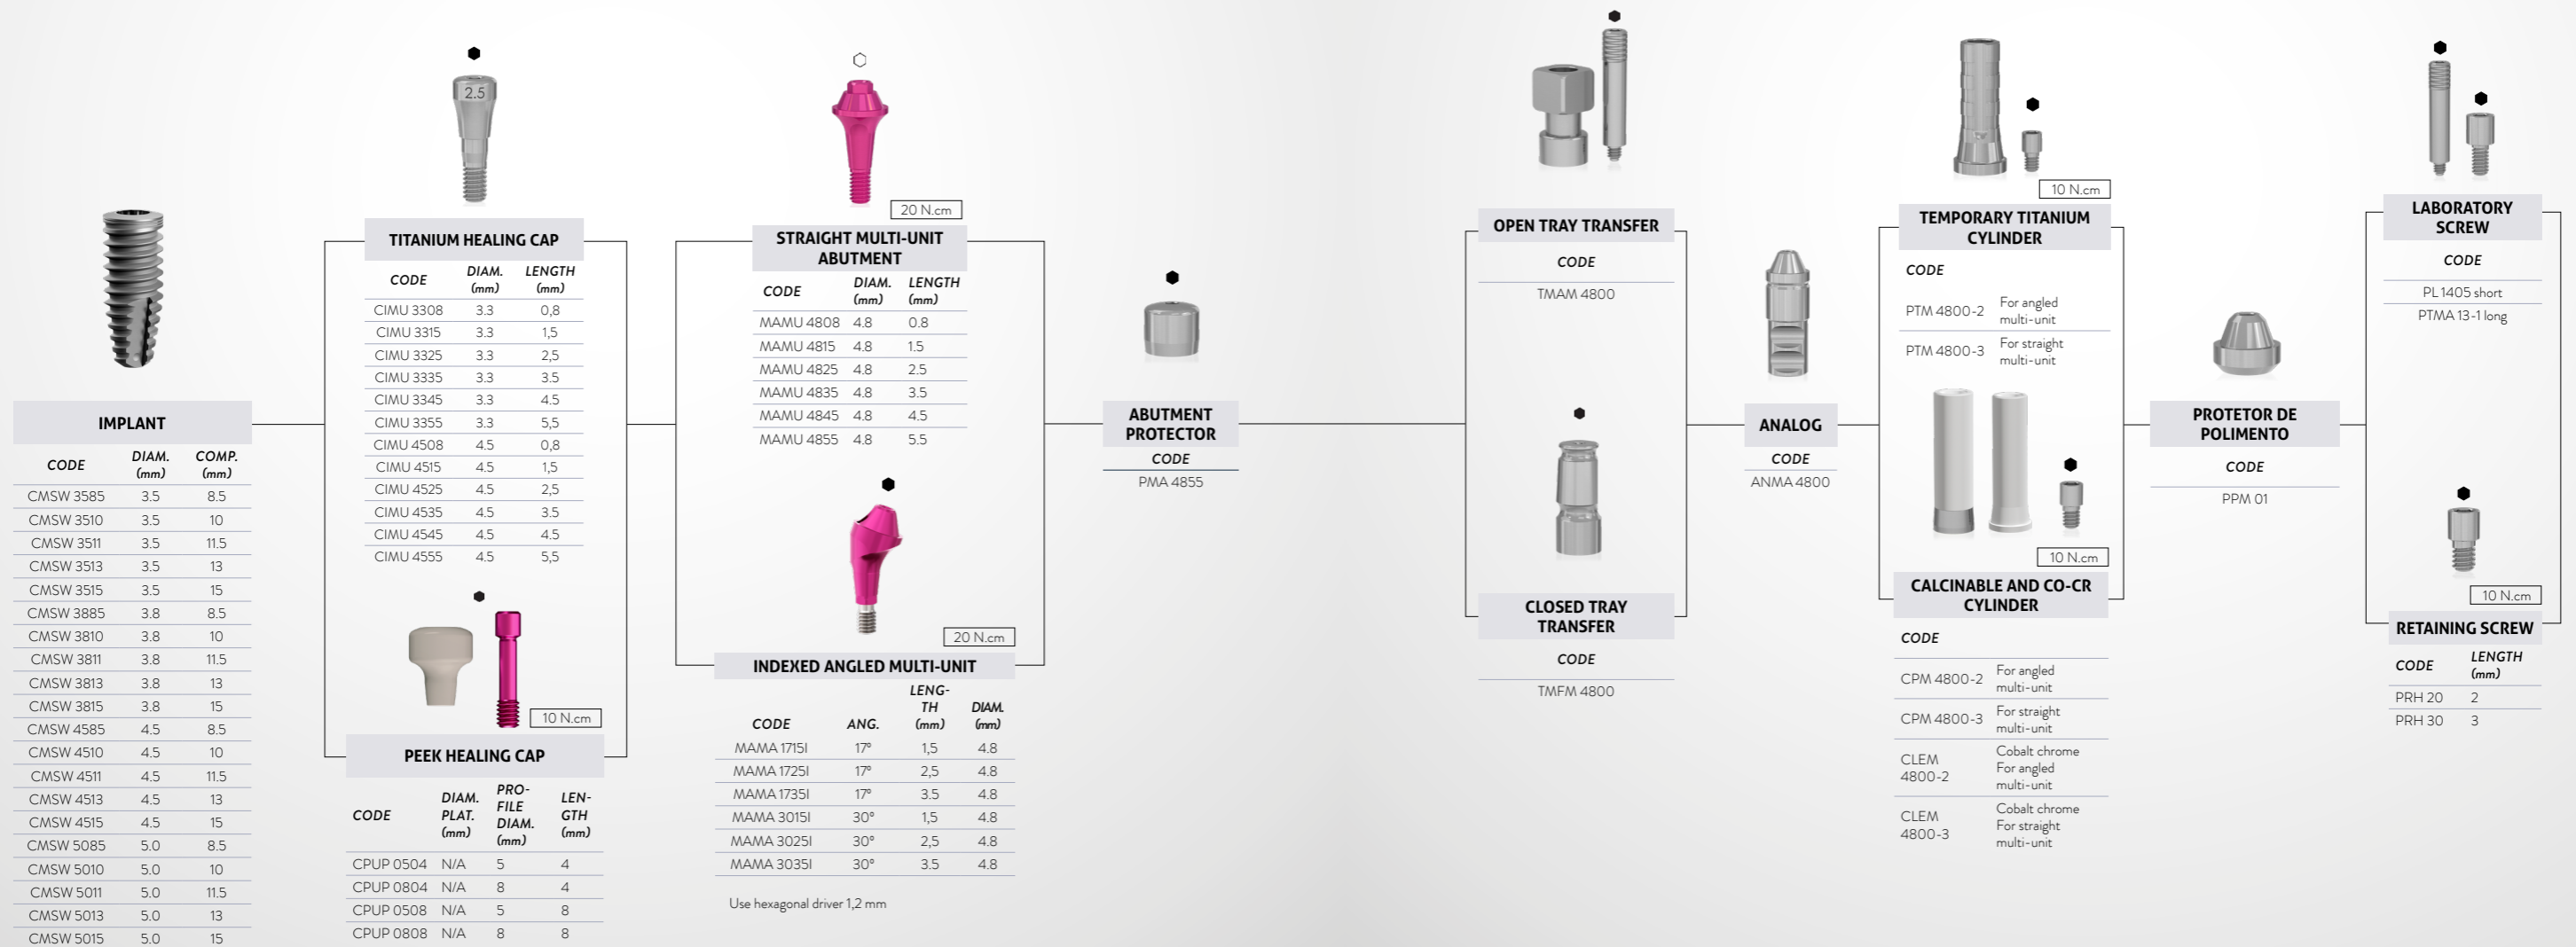 IMPLANT
CODE DIAM. (mm) COMP. (mm)
CMSW 3585 3.5 8.5
CMSW 3510 3.5 10
CMSW 3511 3.5 11.5
CMSW 3513 3.5 13
CMSW 3515 3.5 15
CMSW 3885 3.8 8.5
CMSW 3810 3.8 10
CMSW 3811 3.8 11.5
CMSW 3813 3.8 13
CMSW 3815 3.8 15
CMSW 4585 4.5 8.5
CMSW 4510 4.5 10
CMSW 4511 4.5 11.5
CMSW 4513 4.5 13
CMSW 4515 4.5 15
CMSW 5085 5.0 8.5
CMSW 5010 5.0 10
CMSW 5011 5.0 11.5
CMSW 5013 5.0 13
CMSW 5015 5.0 15
2.5
TITANIUM HEALING CAP
CODE DIAM. (mm) LENGTH (mm)
CIMU 3308 3.3 0,8
CIMU 3315 3.3 1,5
CIMU 3325 3.3 2,5
CIMU 3335 3.3 3.5
CIMU 3345 3.3 4.5
CIMU 3355 3.3 5,5
CIMU 4508 4.5 0,8
CIMU 4515 4.5 1,5
CIMU 4525 4.5 2,5
CIMU 4535 4.5 3.5
CIMU 4545 4.5 4.5
CIMU 4555 4.5 5,5
10 N.cm
PEEK HEALING CAP
CODE DIAM. PLAT. (mm) PRO-FILE DIAM. (mm) LEN-GTH (mm)
CPUP 0504 N/A 5 4
CPUP 0804 N/A 8 4
CPUP 0508 N/A 5 8
CPUP 0808 N/A 8 8
20 N.cm
STRAIGHT MULTI-UNIT
ABUTMENT
CODE DIAM. (mm) LENGTH (mm)
MAMU 4808 4.8 0.8
MAMU 4815 4.8 1.5
MAMU 4825 4.8 2.5
MAMU 4835 4.8 3.5
MAMU 4845 4.8 4.5
MAMU 4855 4.8 5.5
20 N.cm
INDEXED ANGLED MULTI-UNIT
CODE ANG. LENG-TH (mm) DIAM. (mm)
MAMA 1715I 17º 1,5 4.8
MAMA 1725I 17º 2,5 4.8
MAMA 1735I 17º 3.5 4.8
MAMA 3015I 30º 1,5 4.8
MAMA 3025I 30º 2,5 4.8
MAMA 3035I 30º 3.5 4.8
Use hexagonal driver 1,2 mm
ABUTMENT
PROTECTOR
CODE
PMA 4855
OPEN TRAY TRANSFER
CODE
TMAM 4800
CLOSED TRAY
TRANSFER
CODE
TMFM 4800
ANALOG
CODE
ANMA 4800
10 N.cm
TEMPORARY TITANIUM
CYLINDER
CODE
PTM 4800-2 For angled
multi-unit
PTM 4800-3 For straight
multi-unit
10 N.cm
CALCINABLE AND CO-CR
CYLINDER
CODE
CPM 4800-2 For angled
multi-unit
CPM 4800-3 For straight
multi-unit
CLEM 4800-2 Cobalt chrome
For angled
multi-unit
CLEM 4800-3 Cobalt chrome
For straight
multi-unit
PROTETOR DE
POLIMENTO
CODE
PPM 01
LABORATORY
SCREW
CODE
PL 1405 short
PTMA 13-1 long
10 N.cm
RETAINING SCREW
CODE LENGTH (mm)
PRH 20 2
PRH 30 3